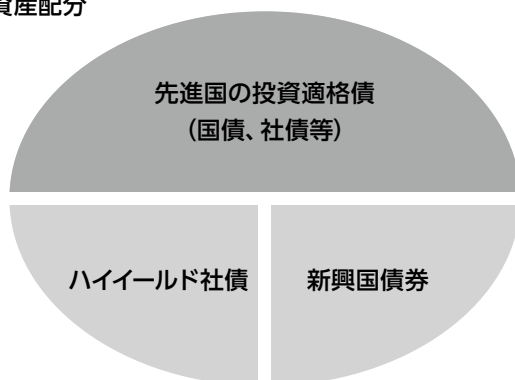 資産配分
先進国の投資適格債
（国債、社債等）
ハイイールド社債
新興国債券